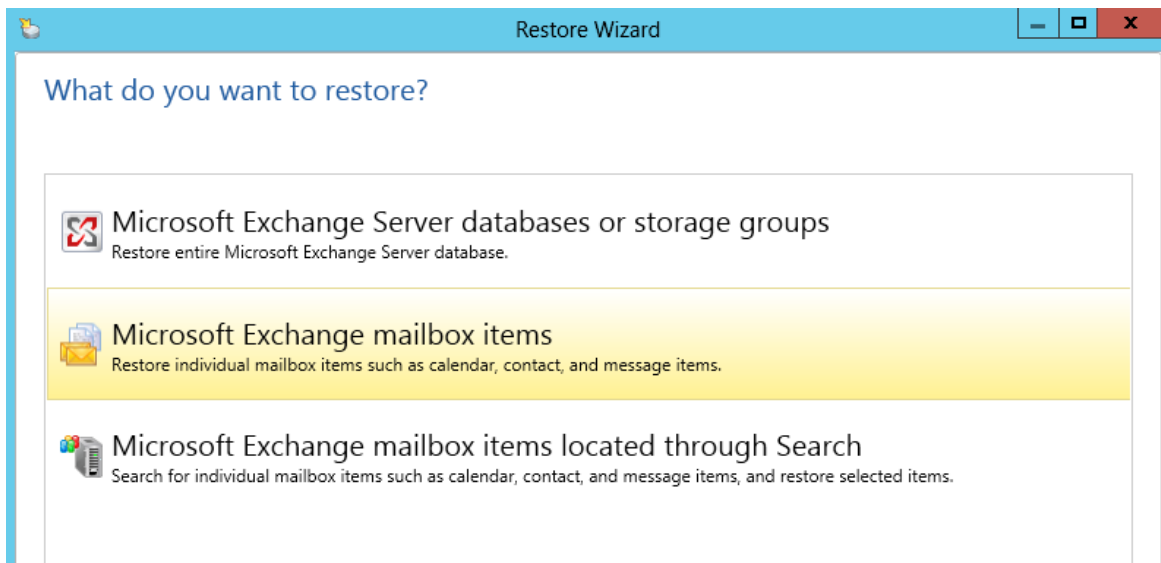 Restore Wizard
What do you want to restore?
Microsoft Exchange Server databases or storage groups
Restore entire Microsoft Exchange Server database.
Microsoft Exchange mailbox items
Restore individual mailbox items such as calendar, contact, and message items.
Microsoft Exchange mailbox items located through Search
Search for individual mailbox items such as calendar, contact, and message items, and restore selected items.